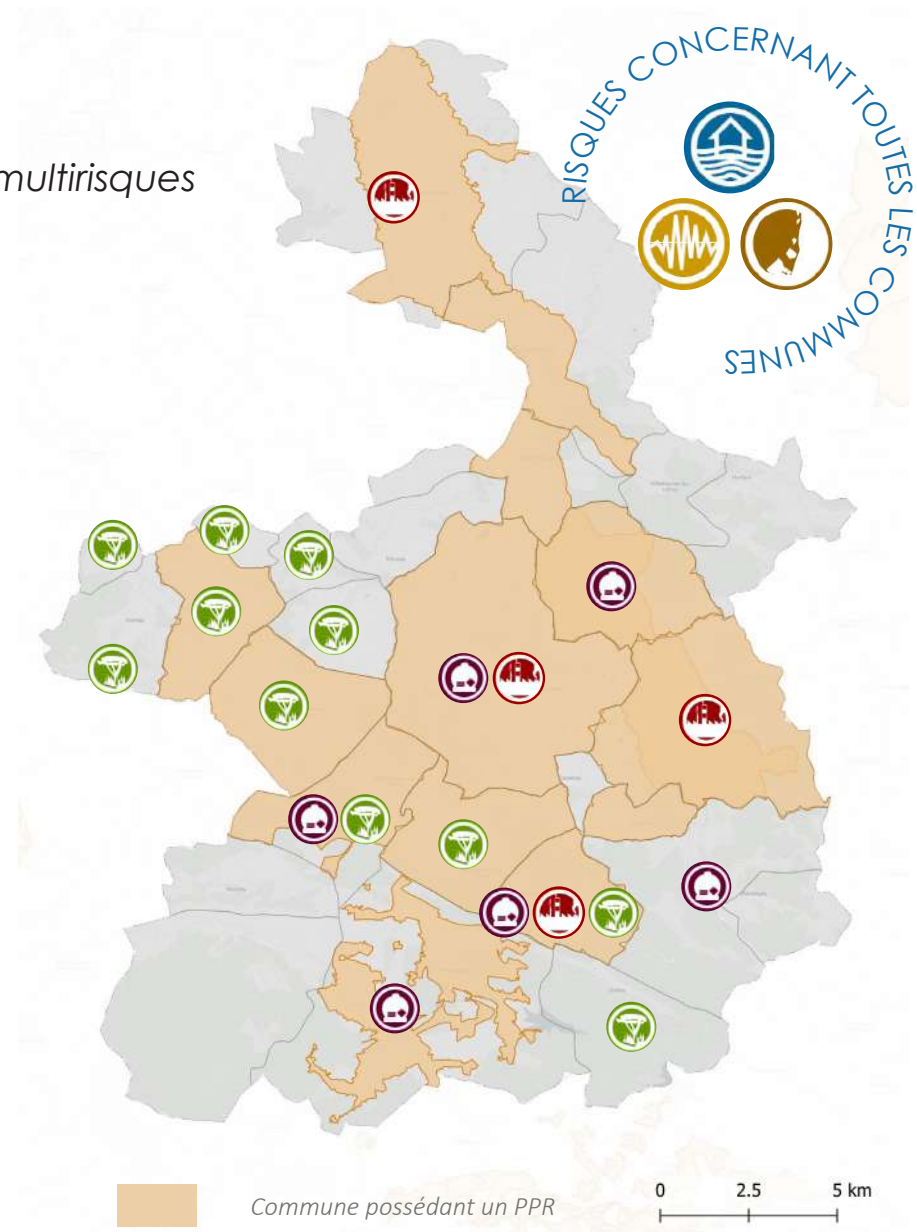 multirisques
RISQUES CONCERNANT TOUTES LES COMMUNES
Commune possédant un PPR
0 2.5 5 km